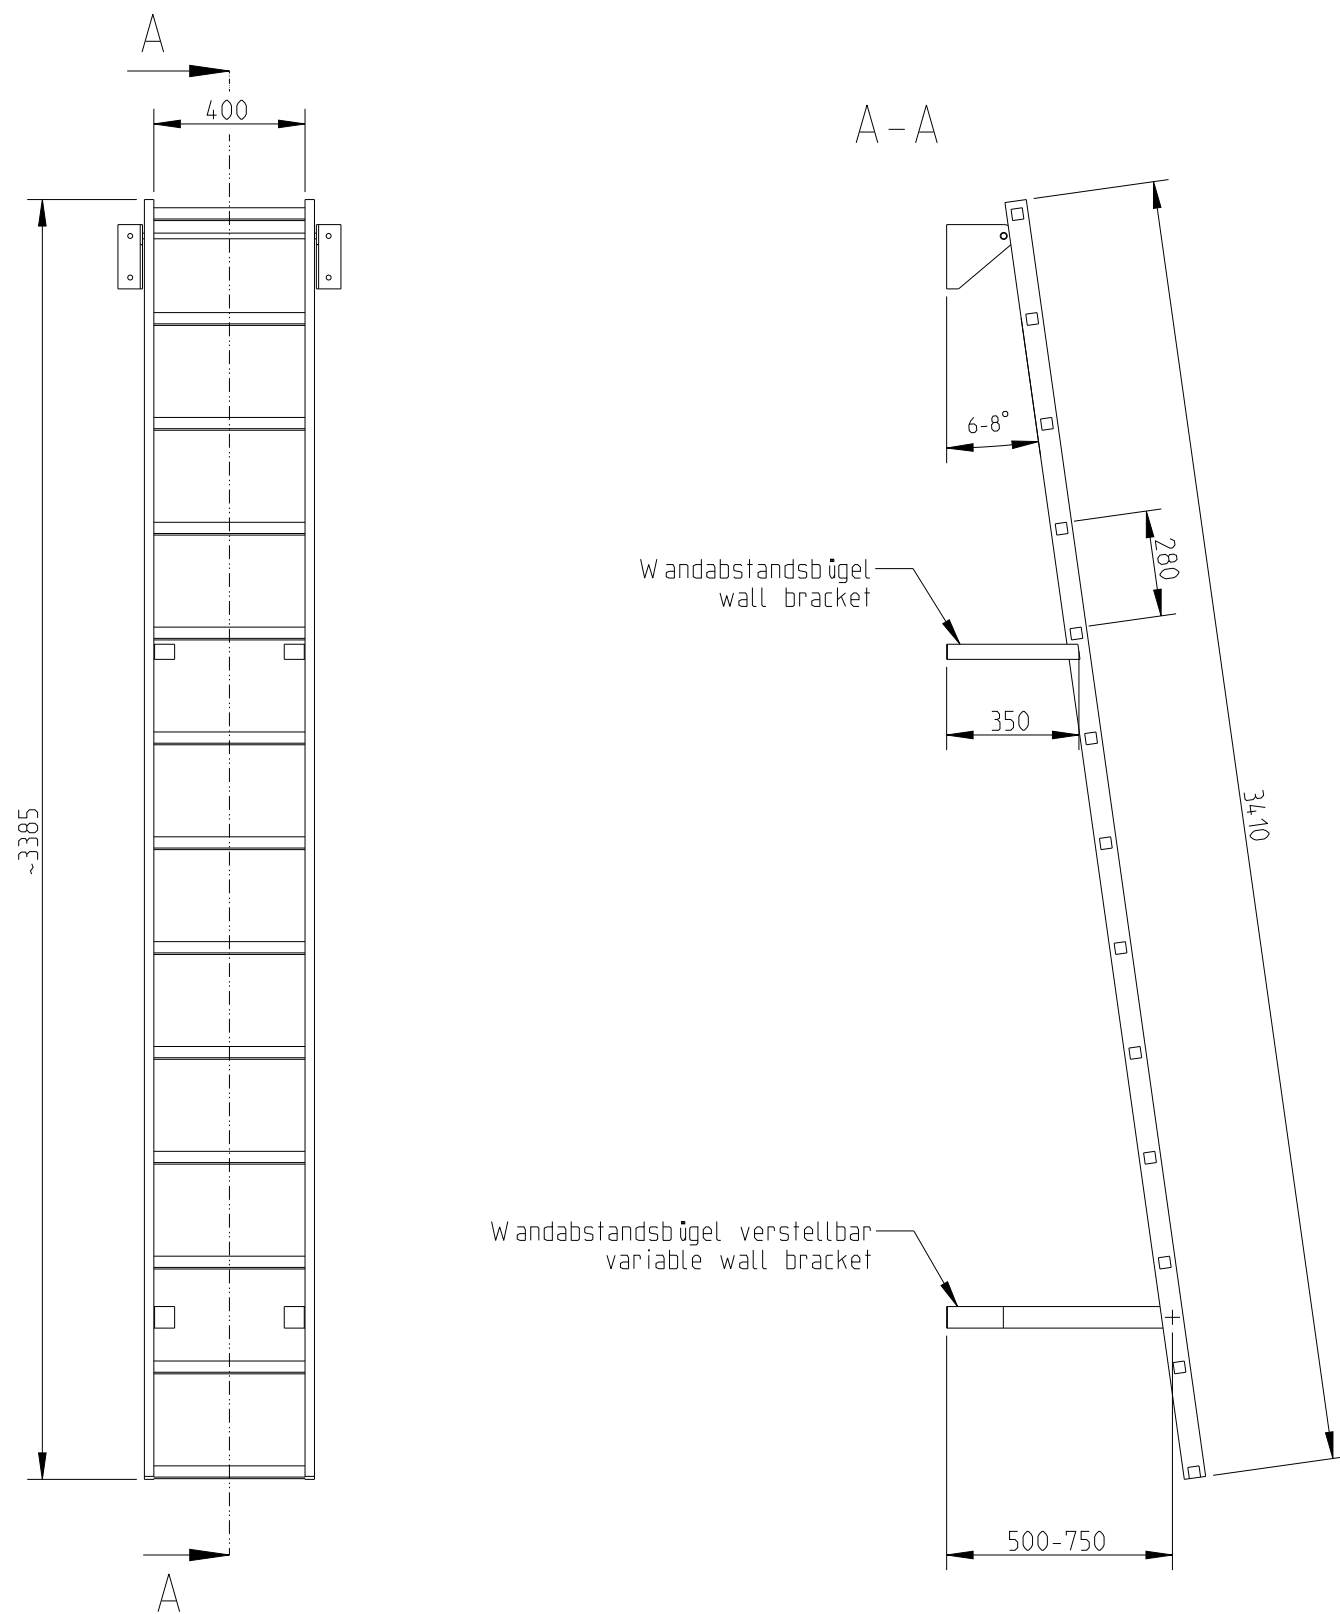 A
400
A-A
6-8°
280
Wandabstandsbügel
wall bracket
350
~3385
3410
Wandabstandsbügel verstellbar
variable wall bracket
500-750
A